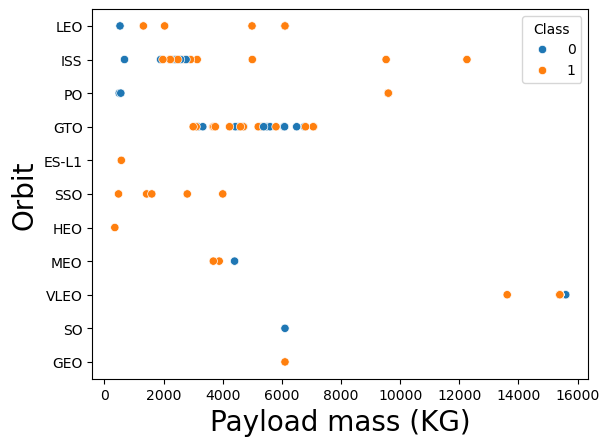 Class
0
1
LEO
ISS
PO
GTO
ES-L1
SSO
HEO
MEO
VLEO
SO
GEO
Orbit
0 2000 4000 6000 8000 10000 12000 14000 16000
Payload mass (KG)